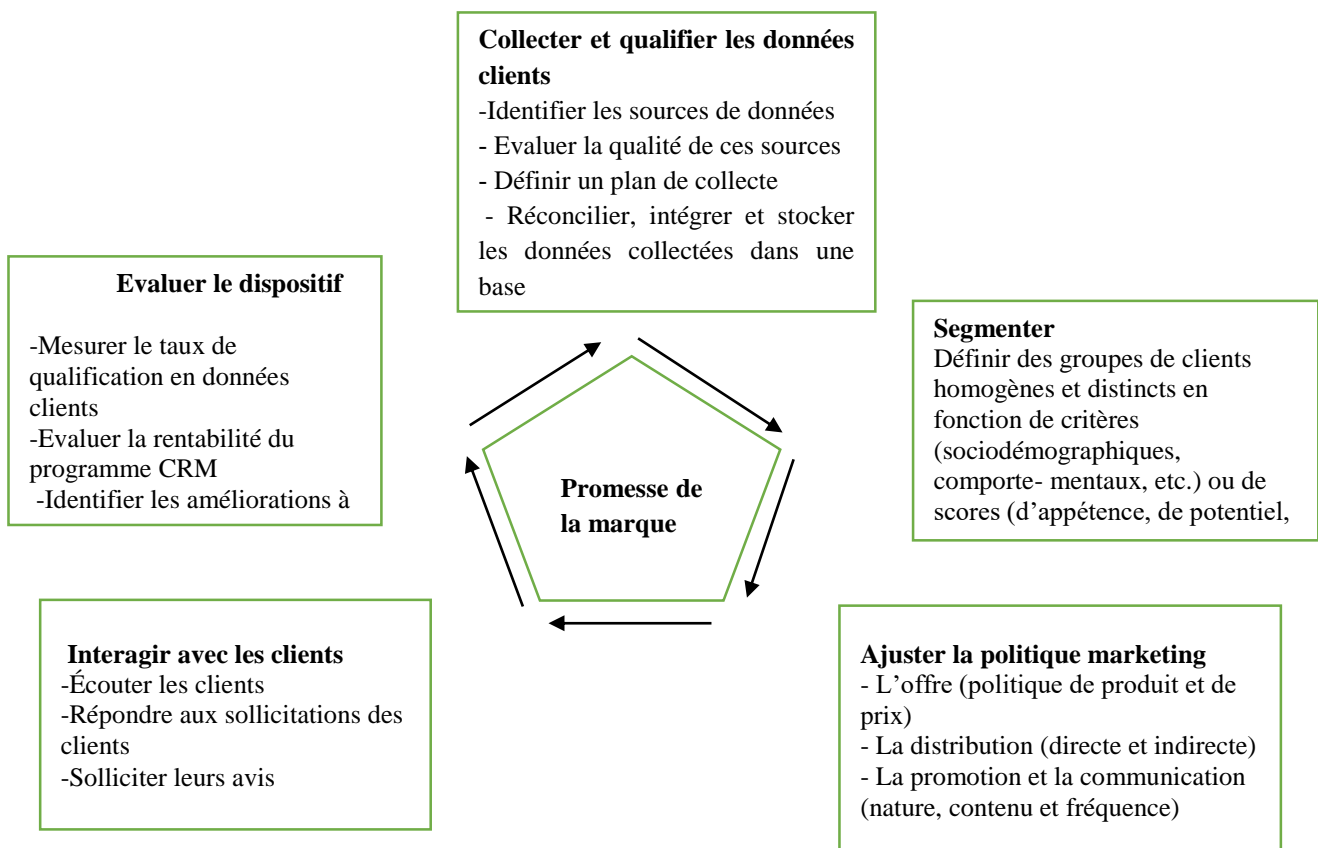 Collecter et qualifier les données
clients
-Identifier les sources de données
- Evaluer la qualité de ces sources
- Définir un plan de collecte
- Réconcilier, intégrer et stocker
les données collectées dans une
base
Evaluer le dispositif
-Mesurer le taux de
qualification en données
clients
-Evaluer la rentabilité du
programme CRM
-Identifier les améliorations à
Segmenter
Définir des groupes de clients
homogènes et distincts en
fonction de critères
(sociodémographiques,
comporte- mentaux, etc.) ou de
scores (d’appétence, de potentiel,
Promesse de
la marque
Interagir avec les clients
-Écouter les clients
-Répondre aux sollicitations des
clients
-Solliciter leurs avis
Ajuster la politique marketing
- L’offre (politique de produit et de
prix)
- La distribution (directe et indirecte)
- La promotion et la communication
(nature, contenu et fréquence)